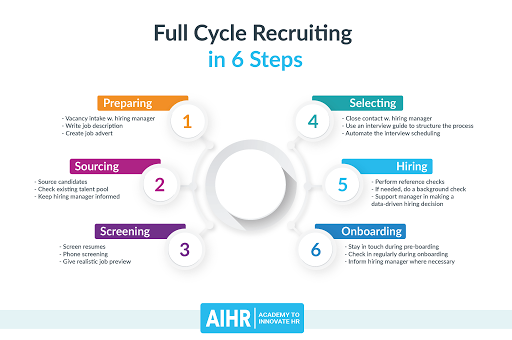 Full Cycle Recruiting
in 6 Steps
Preparing
1
- Vacancy intake w. hiring manager
- Write job description
- Create job advert
Sourcing
2
- Source candidates
- Check existing talent pool
- Keep hiring manager informed
Screening
3
- Screen resumes
- Phone screening
- Give realistic job preview
Selecting
4
- Close contact w. hiring manager
- Use an interview guide to structure the process
- Automate the interview scheduling
Hiring
5
- Perform reference checks
- If needed, do a background check
- Support manager in making a
data-driven hiring decision
Onboarding
6
- Stay in touch during pre-boarding
- Check in regularly during onboarding
- Inform hiring manager where necessary
AIHR
ACADEMY TO
INNOVATE HR